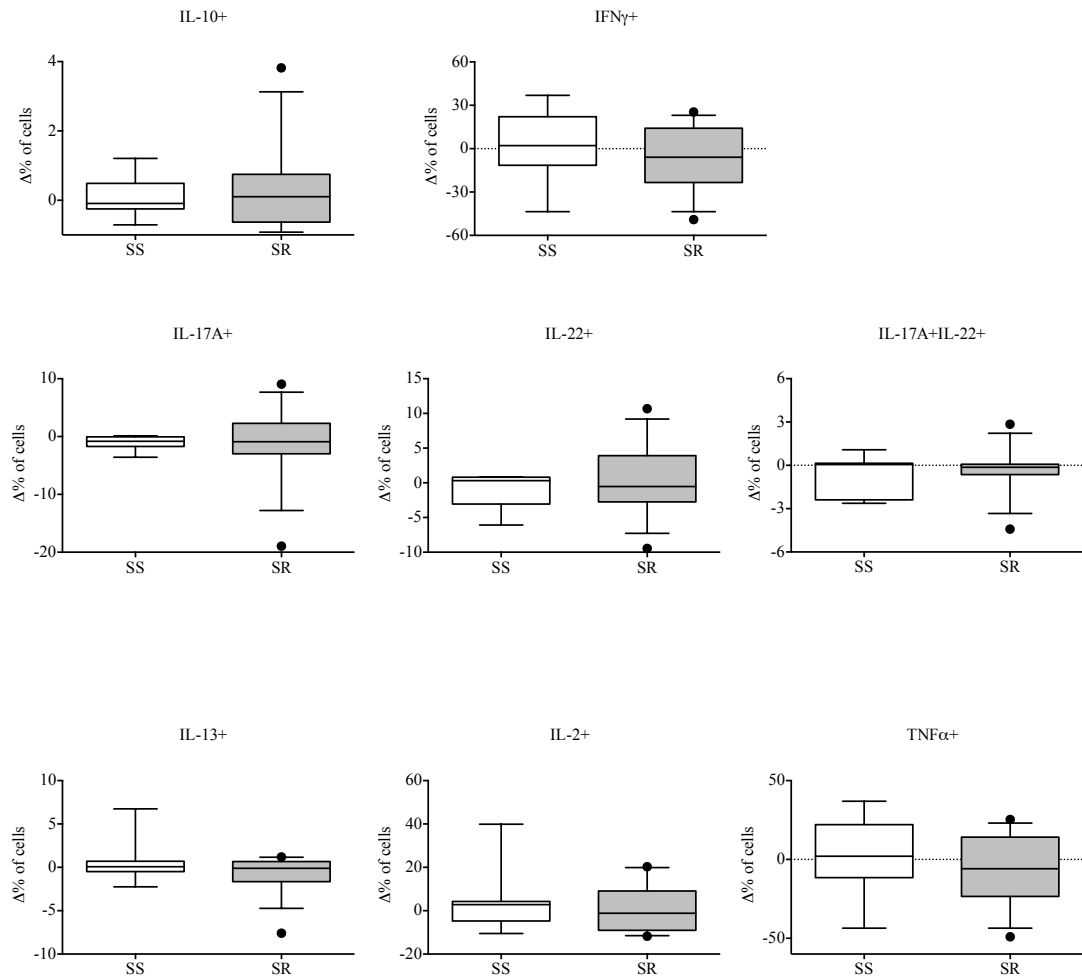 IL-10+
IFNγ+
Δ% of cells
4
2
0
SS
SR
Δ% of cells
60
30
0
-30
-60
SS
SR
IL-17A+
IL-22+
IL-17A+IL-22+
Δ% of cells
10
0
-10
-20
SS
SR
Δ% of cells
15
10
5
0
-5
-10
SS
SR
Δ% of cells
6
3
0
-3
-6
SS
SR
IL-13+
IL-2+
TNFα+
Δ% of cells
10
5
0
-5
-10
SS
SR
Δ% of cells
60
40
20
0
-20
SS
SR
Δ% of cells
50
0
-50
SS
SR